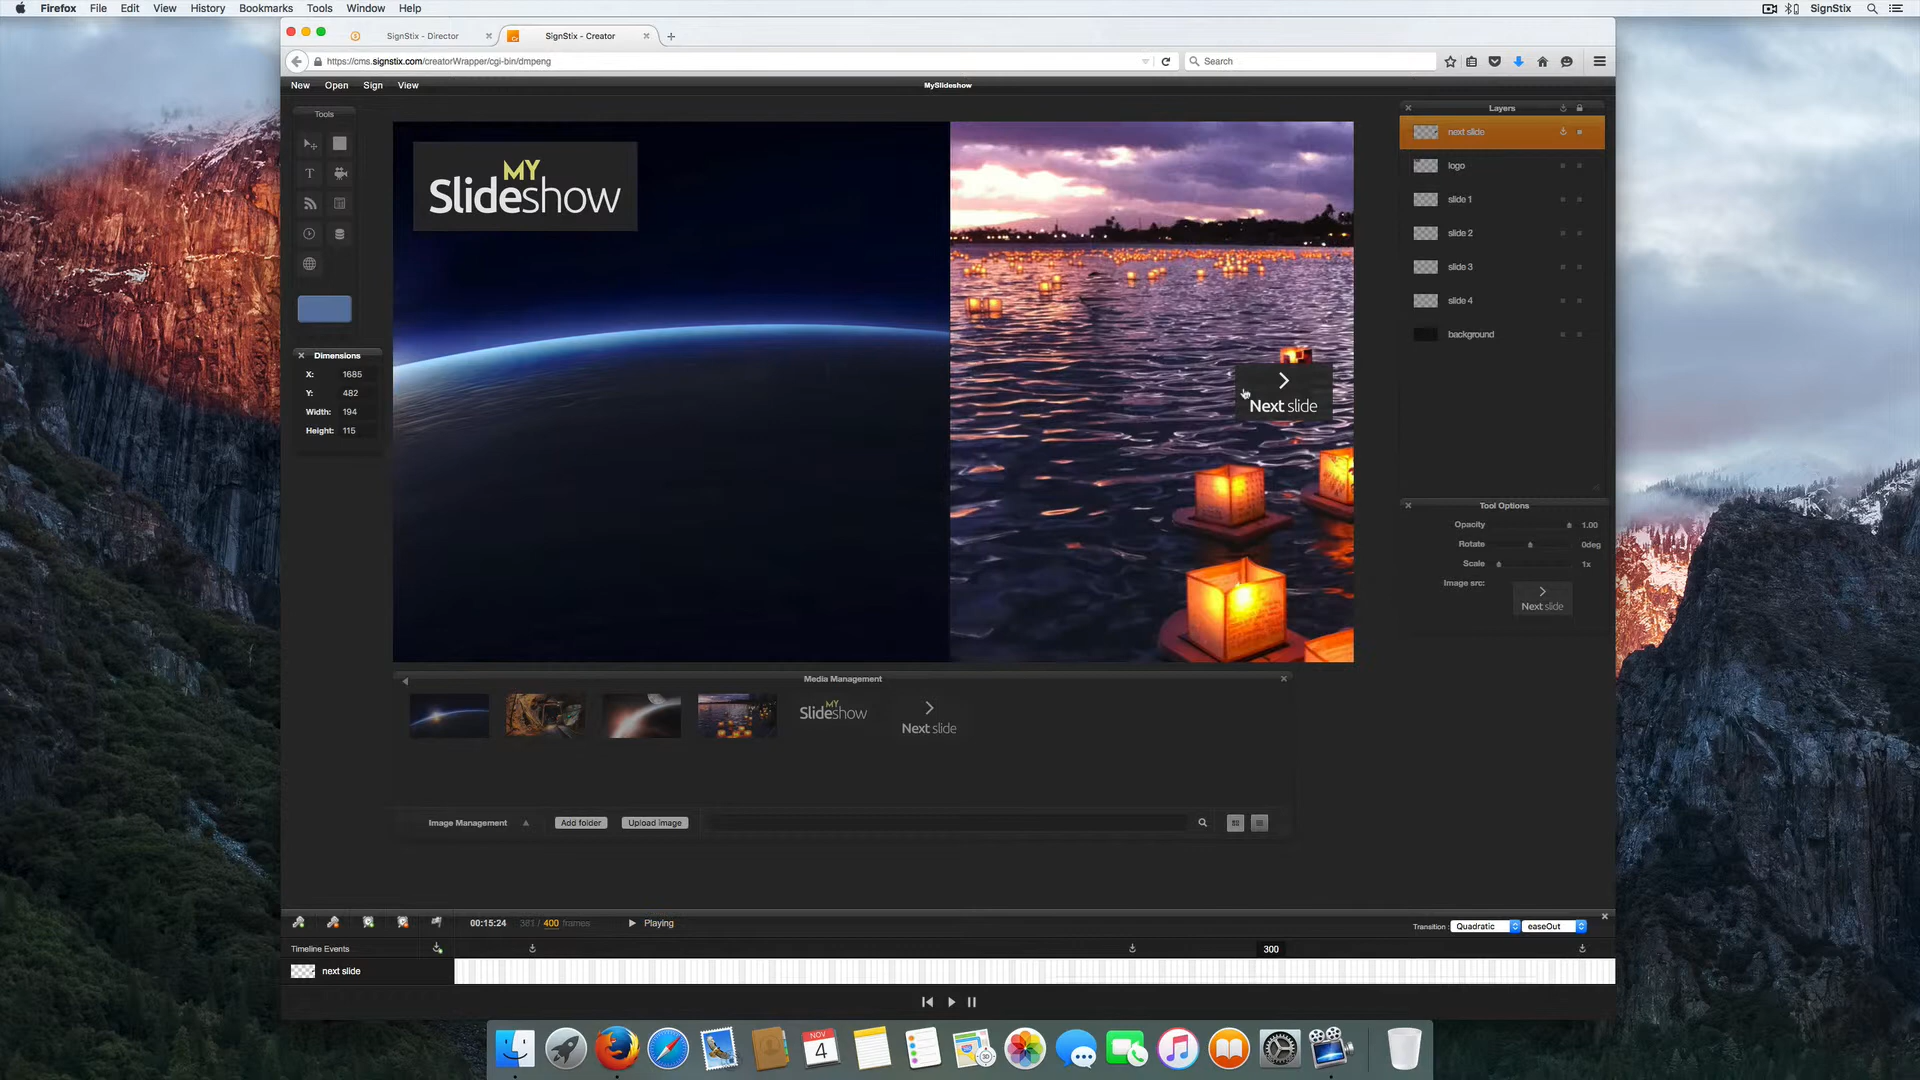 Firefox File Edit View History Bookmarks Tools Window Help SignStix
SignStix - Director SignStix - Creator
https://cms.signstix.com/creatorWrapper/cgi-bin/dmpeng Search
New Open Sign View MySlideshow
Tools
T
Dimensions
X: 1685
Y: 482
Width: 194
Height: 115
MY
Slideshow
Next slide
Layers
next slide
logo
slide 1
slide 2
slide 3
slide 4
background
Tool Options
Opacity 1.00
Rotate 0deg
Scale 1x
Image src:
Next slide
Media Management
MY
Slideshow
Next slide
Image Management Add folder Upload image
00:15:24 381 / 400 frames Playing
Transition: Quadratic easeOut
Timeline Events 300
next slide
NOV
4
3D